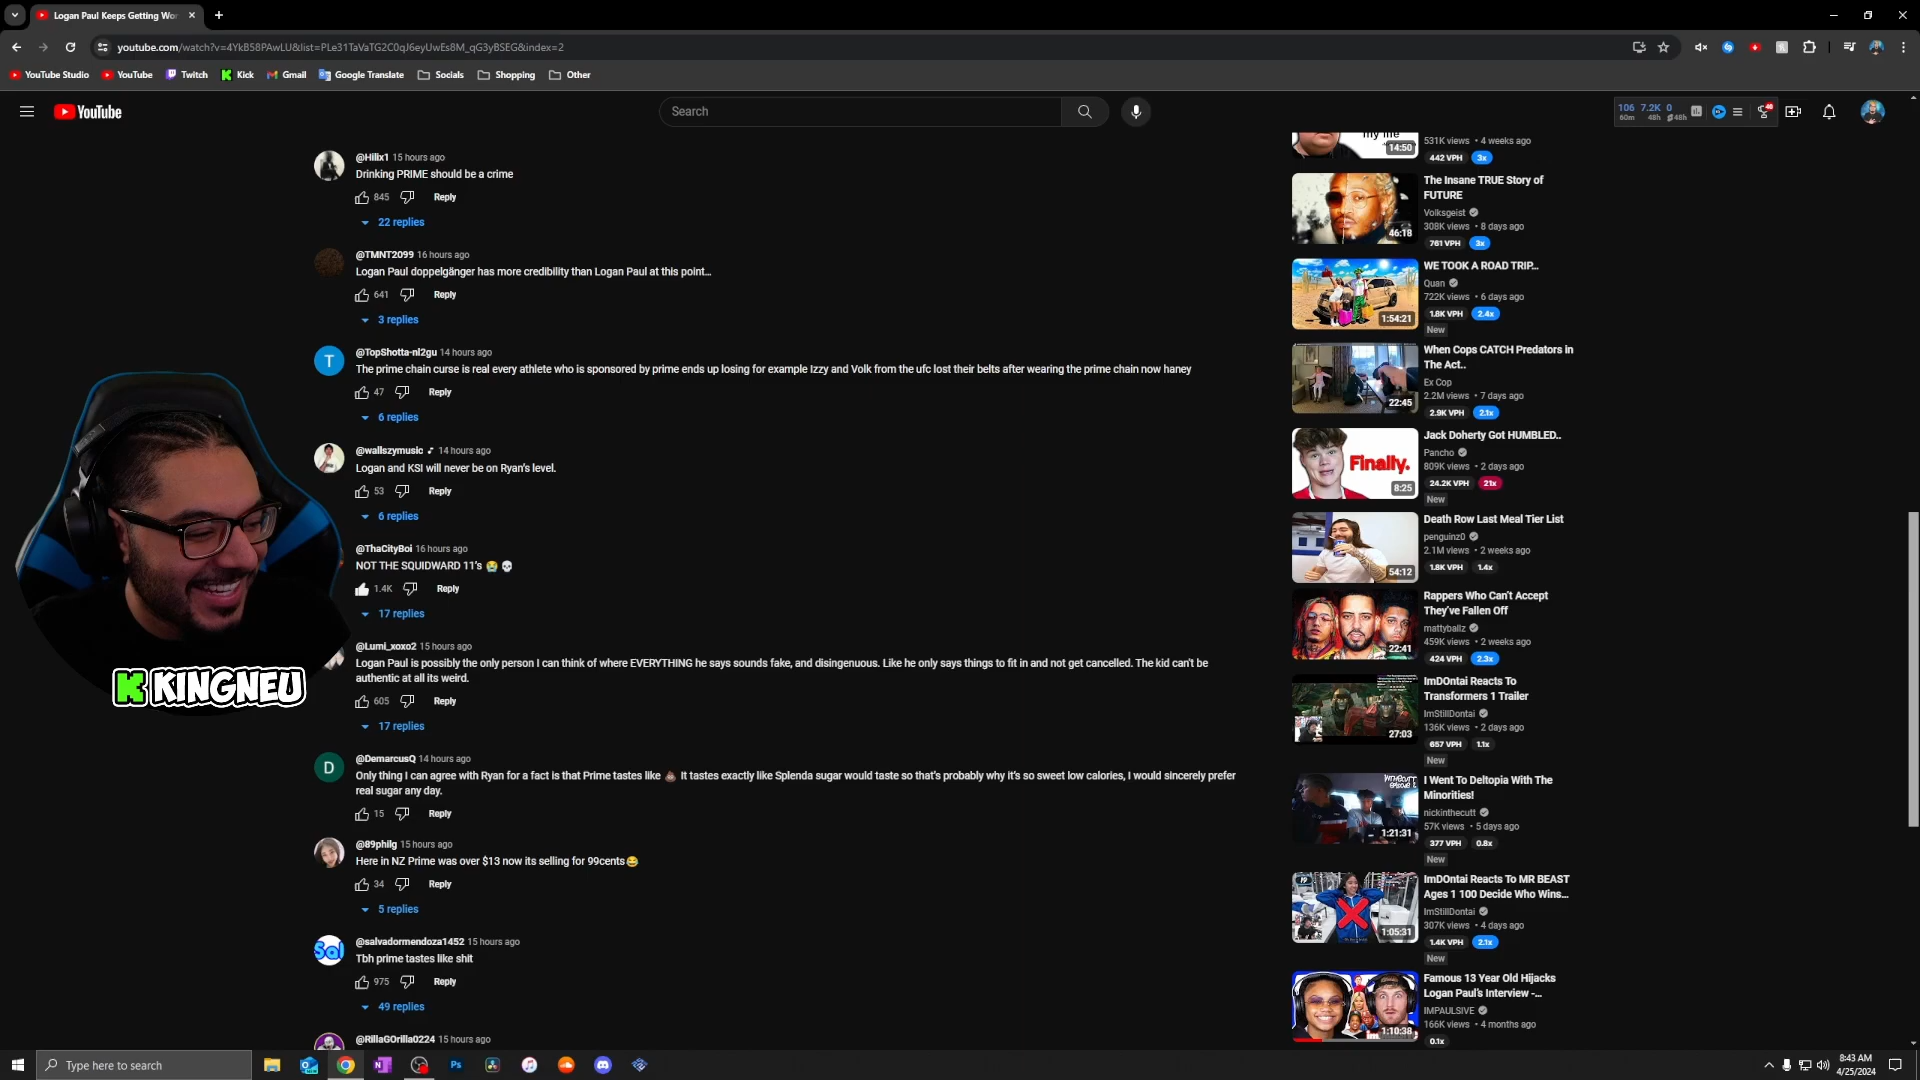 Logan Paul Keeps Getting Wor
youtube.com/watch?v=4YkB58PAwLU&list=PLe31TaVaTG2C0qJ6eyUwEs8M_qG3yBSEG&index=2
YouTube Studio YouTube Twitch Kick Gmail Google Translate Socials Shopping Other
YouTube
Search
106 7.2K 0
60m 48h 48h
@Hilix1 15 hours ago
Drinking PRIME should be a crime
845 Reply
22 replies
@TMNT2099 16 hours ago
Logan Paul doppelgänger has more credibility than Logan Paul at this point...
641 Reply
3 replies
T
@TopShotta-nl2gu 14 hours ago
The prime chain curse is real every athlete who is sponsored by prime ends up losing for example Izzy and Volk from the ufc lost their belts after wearing the prime chain now haney
47 Reply
6 replies
@wallszymusic 14 hours ago
Logan and KSI will never be on Ryan's level.
53 Reply
6 replies
@ThaCityBoi 16 hours ago
NOT THE SQUIDWARD 11's 😭💀
1.4K Reply
17 replies
@Lumi_xoxo2 15 hours ago
Logan Paul is possibly the only person I can think of where EVERYTHING he says sounds fake, and disingenuous. Like he only says things to fit in and not get cancelled. The kid can't be
authentic at all its weird.
605 Reply
17 replies
K KINGNEU
D
@DemarcusQ 14 hours ago
Only thing I can agree with Ryan for a fact is that Prime tastes like 💩 It tastes exactly like Splenda sugar would taste so that's probably why it's so sweet low calories, I would sincerely prefer
real sugar any day.
15 Reply
@89philg 15 hours ago
Here in NZ Prime was over $13 now its selling for 99cents😂
34 Reply
5 replies
Sal
@salvadormendoza1452 15 hours ago
Tbh prime tastes like shit
975 Reply
49 replies
@RillaGOrilla0224 15 hours ago
my life
14:50
531K views • 4 weeks ago
442 VPH 3x
46:18
The Insane TRUE Story of
FUTURE
Volksgeist
308K views • 8 days ago
761 VPH 3x
1:54:21
WE TOOK A ROAD TRIP...
Quan
722K views • 6 days ago
1.8K VPH 2.4x
New
22:45
When Cops CATCH Predators in
The Act..
Ex Cop
2.2M views • 7 days ago
2.9K VPH 2.1x
Finally.
8:25
Jack Doherty Got HUMBLED..
Pancho
809K views • 2 days ago
24.2K VPH 21x
New
54:12
Death Row Last Meal Tier List
penguinz0
2.1M views • 2 weeks ago
1.8K VPH 1.4x
22:41
Rappers Who Can't Accept
They've Fallen Off
mattyballz
459K views • 2 weeks ago
424 VPH 2.3x
27:03
ImDOntai Reacts To
Transformers 1 Trailer
ImStillDontai
136K views • 2 days ago
657 VPH 1.1x
New
1:21:31
I Went To Deltopia With The
Minorities!
nickinthecutt
57K views • 5 days ago
377 VPH 0.8x
New
1:05:31
ImDOntai Reacts To MR BEAST
Ages 1 100 Decide Who Wins...
ImStillDontai
307K views • 4 days ago
1.4K VPH 2.1x
New
1:10:38
Famous 13 Year Old Hijacks
Logan Paul's Interview -...
IMPAULSIVE
166K views • 4 months ago
0.1x
Type here to search
Ps
8:43 AM
4/25/2024